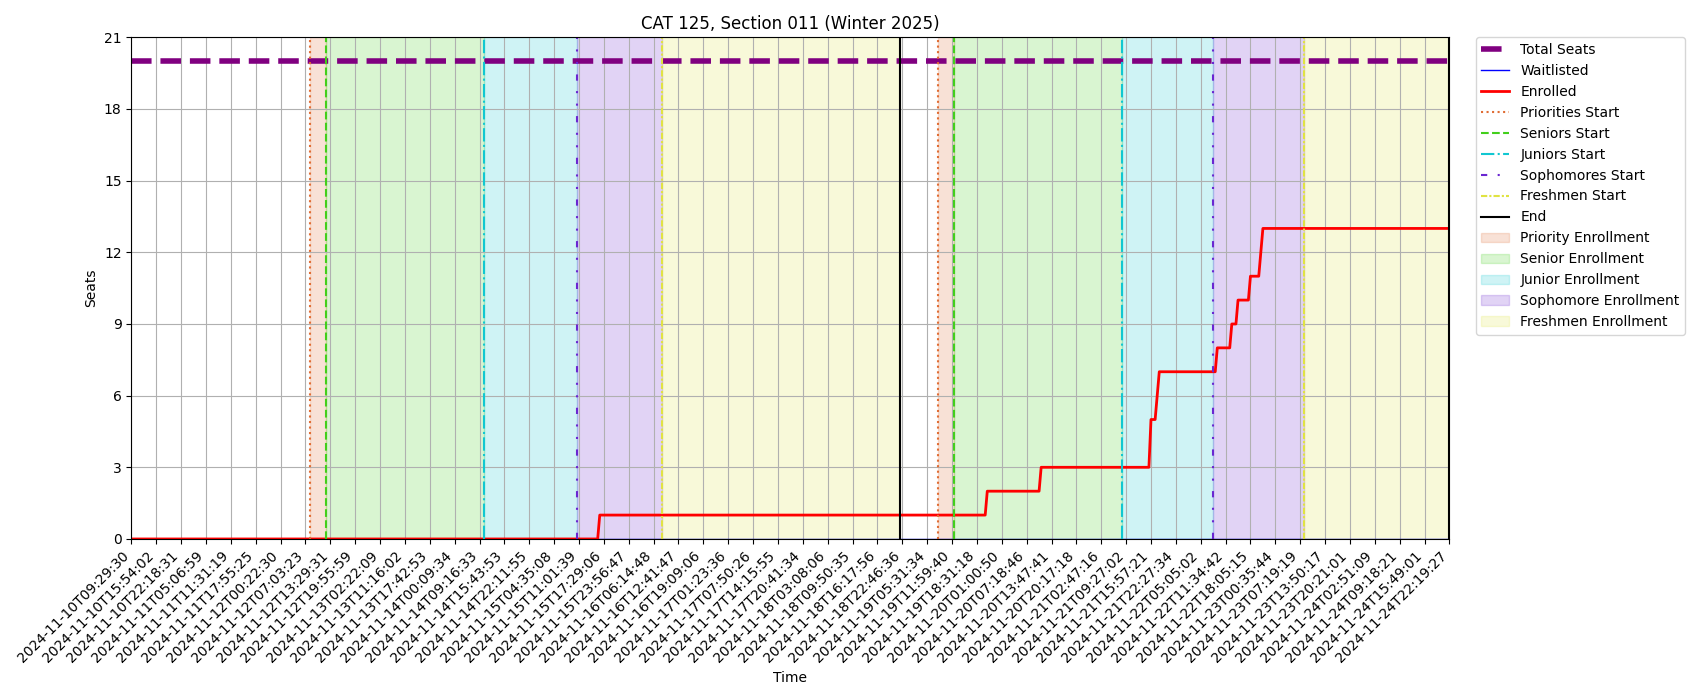 CAT 125, Section 011 (Winter 2025)
21
18
15
12
9
6
3
0
Seats
2024-11-10T09:29:30
2024-11-10T15:54:02
2024-11-10T22:18:31
2024-11-11T05:06:59
2024-11-11T11:31:19
2024-11-11T17:55:25
2024-11-12T00:22:30
2024-11-12T07:03:23
2024-11-12T13:29:31
2024-11-12T19:55:59
2024-11-13T02:22:09
2024-11-13T11:16:02
2024-11-13T17:42:53
2024-11-14T00:09:34
2024-11-14T09:16:33
2024-11-14T15:43:53
2024-11-14T22:11:55
2024-11-15T04:35:08
2024-11-15T11:01:39
2024-11-15T17:29:06
2024-11-15T23:56:47
2024-11-16T06:14:48
2024-11-16T12:41:47
2024-11-16T19:09:06
2024-11-17T01:23:36
2024-11-17T07:50:26
2024-11-17T14:15:55
2024-11-17T20:41:34
2024-11-18T03:08:06
2024-11-18T09:50:35
2024-11-18T16:17:56
2024-11-18T22:46:36
2024-11-19T05:31:34
2024-11-19T11:59:40
2024-11-19T18:31:18
2024-11-20T01:00:50
2024-11-20T07:18:46
2024-11-20T13:47:41
2024-11-20T20:17:18
2024-11-21T02:47:16
2024-11-21T09:27:02
2024-11-21T15:57:21
2024-11-21T22:27:34
2024-11-22T05:05:02
2024-11-22T11:34:42
2024-11-22T18:05:15
2024-11-23T00:35:44
2024-11-23T07:19:19
2024-11-23T13:50:17
2024-11-23T20:21:01
2024-11-24T02:51:09
2024-11-24T09:18:21
2024-11-24T15:49:01
2024-11-24T22:19:27
Time
Total Seats
Waitlisted
Enrolled
Priorities Start
Seniors Start
Juniors Start
Sophomores Start
Freshmen Start
End
Priority Enrollment
Senior Enrollment
Junior Enrollment
Sophomore Enrollment
Freshmen Enrollment